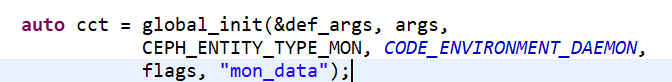 auto cct = global_init(&def_args, args,
CEPH_ENTITY_TYPE_MON, CODE_ENVIRONMENT_DAEMON,
flags, "mon_data");